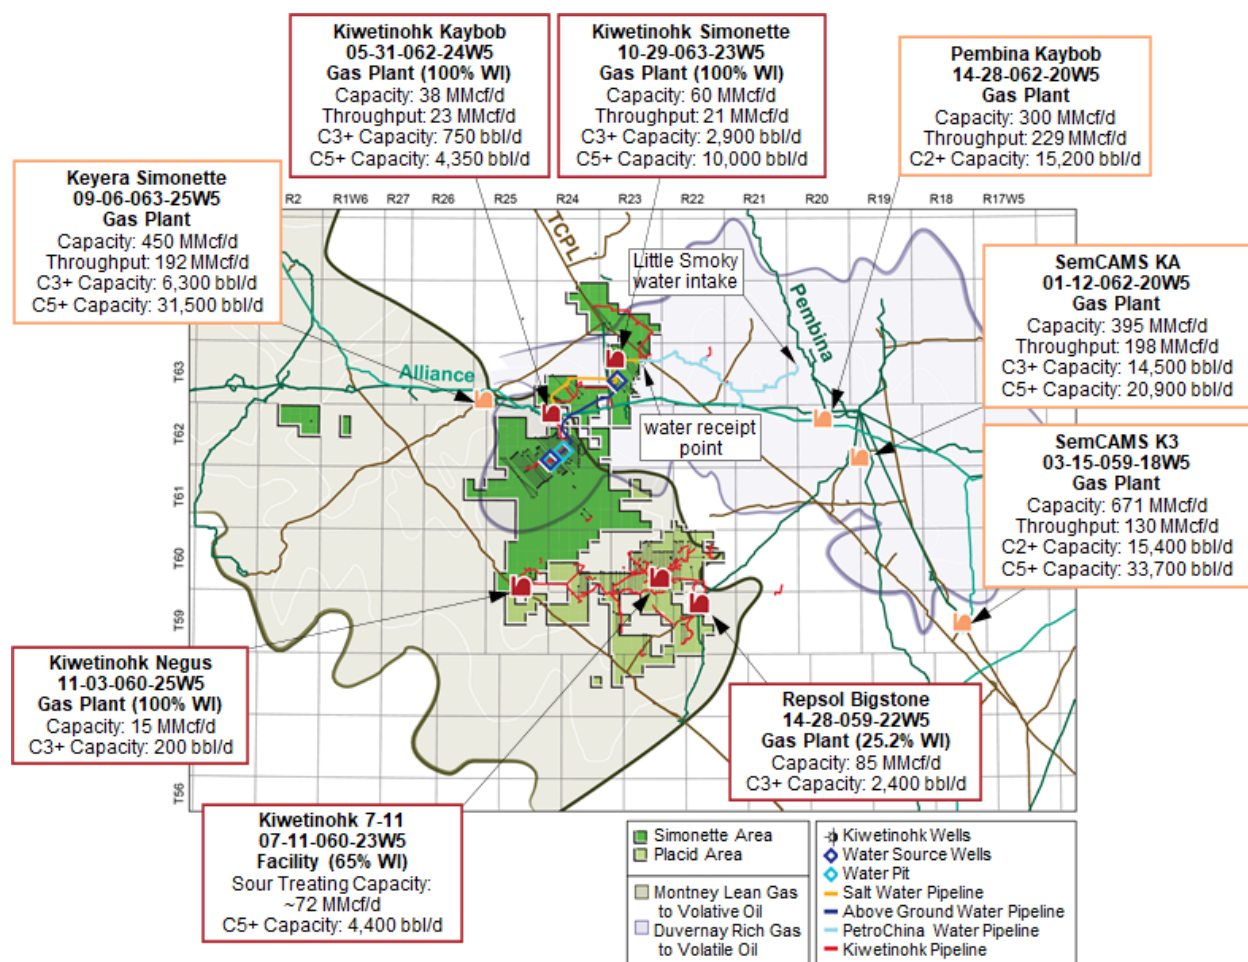 Kiwetinohk Kaybob
05-31-062-24W5
Gas Plant (100% WI)
Capacity: 38 MMcf/d
Throughput: 23 MMcf/d
C3+ Capacity: 750 bbl/d
C5+ Capacity: 4,350 bbl/d
Kiwetinohk Simonette
10-29-063-23W5
Gas Plant (100% WI)
Capacity: 60 MMcf/d
Throughput: 21 MMcf/d
C3+ Capacity: 2,900 bbl/d
C5+ Capacity: 10,000 bbl/d
Pembina Kaybob
14-28-062-20W5
Gas Plant
Capacity: 300 MMcf/d
Throughput: 229 MMcf/d
C2+ Capacity: 15,200 bbl/d
Keyera Simonette
09-06-063-25W5
Gas Plant
Capacity: 450 MMcf/d
Throughput: 192 MMcf/d
C3+ Capacity: 6,300 bbl/d
C5+ Capacity: 31,500 bbl/d
R2 R1W6 R27 R26 R25 R24 R23 R22 R21 R20 R19 R18 R17W5
TCPL
Little Smoky
water intake
Pembina
SemCAMS KA
01-12-062-20W5
Gas Plant
Capacity: 395 MMcf/d
Throughput: 198 MMcf/d
C3+ Capacity: 14,500 bbl/d
C5+ Capacity: 20,900 bbl/d
T63
Alliance
water receipt
point
T62
SemCAMS K3
03-15-059-18W5
Gas Plant
Capacity: 671 MMcf/d
Throughput: 130 MMcf/d
C2+ Capacity: 15,400 bbl/d
C5+ Capacity: 33,700 bbl/d
T61
T60
T59
Kiwetinohk Negus
11-03-060-25W5
Gas Plant (100% WI)
Capacity: 15 MMcf/d
C3+ Capacity: 200 bbl/d
Repsol Bigstone
14-28-059-22W5
Gas Plant (25.2% WI)
Capacity: 85 MMcf/d
C3+ Capacity: 2,400 bbl/d
T56
Kiwetinohk 7-11
07-11-060-23W5
Facility (65% WI)
Sour Treating Capacity:
~72 MMcf/d
C5+ Capacity: 4,400 bbl/d
Simonette Area
Placid Area
Montney Lean Gas
to Volative Oil
Duvernay Rich Gas
to Volatile Oil
Kiwetinohk Wells
Water Source Wells
Water Pit
Salt Water Pipeline
Above Ground Water Pipeline
PetroChina Water Pipeline
Kiwetinohk Pipeline